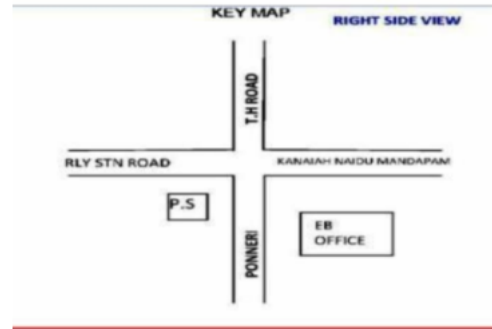 KEY MAP
RIGHT SIDE VIEW
T.H ROAD
RLY STN ROAD
KANAIAH NAIDU MANDAPAM
P.S
EB
OFFICE
PONNERI